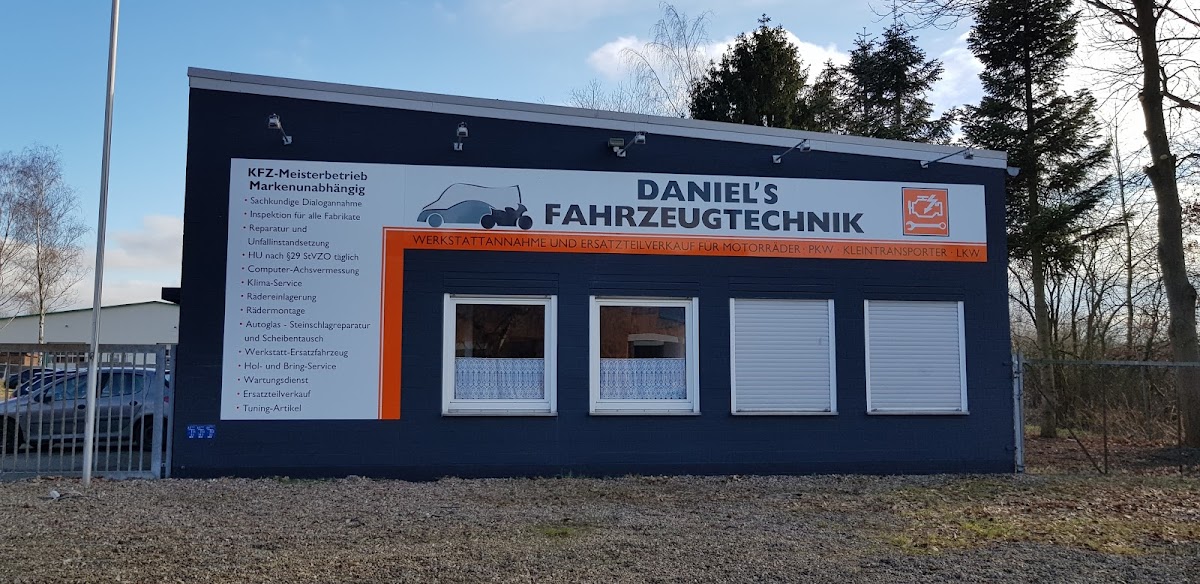 KFZ-Meisterbetrieb
Markenunabhängig
• Sachkundige Dialogannahme
• Inspektion für alle Fabrikate
• Reparatur und
Unfallinstandsetzung
• HU nach §29 StVZO täglich
• Computer-Achsvermessung
• Klima-Service
• Rädereinlagerung
• Rädermontage
• Autoglas - Steinschlagreparatur
und Scheibentausch
• Werkstatt-Ersatzfahrzeug
• Hol- und Bring-Service
• Wartungsdienst
• Ersatzteilverkauf
• Tuning-Artikel
DANIEL'S
FAHRZEUGTECHNIK
WERKSTATTANNAHME UND ERSATZTEILVERKAUF FÜR MOTORRÄDER · PKW · KLEINTRANSPORTER · LKW